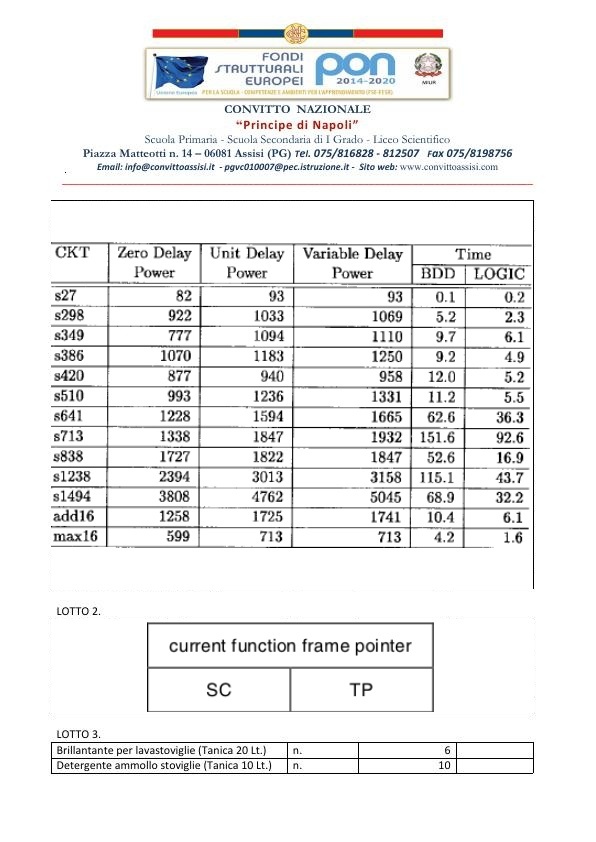 FONDI
STRUTTURALI
EUROPEI
pon
2014-2020
Unione Europea
PER LA SCUOLA - COMPETENZE E AMBIENTI PER L'APPRENDIMENTO (FSE-FESR)
MIUR
CONVITTO NAZIONALE
“Principe di Napoli”
Scuola Primaria - Scuola Secondaria di I Grado - Liceo Scientifico
Piazza Matteotti n. 14 – 06081 Assisi (PG) Tel. 075/816828 - 812507 Fax 075/8198756
Email: info@convittoassisi.it - pgvc010007@pec.istruzione.it - Sito web: www.convittoassisi.com
CKT Zero Delay Power Unit Delay Power Variable Delay Power Time
BDD LOGIC
s27 82 93 93 0.1 0.2
s298 922 1033 1069 5.2 2.3
s349 777 1094 1110 9.7 6.1
s386 1070 1183 1250 9.2 4.9
s420 877 940 958 12.0 5.2
s510 993 1236 1331 11.2 5.5
s641 1228 1594 1665 62.6 36.3
s713 1338 1847 1932 151.6 92.6
s838 1727 1822 1847 52.6 16.9
s1238 2394 3013 3158 115.1 43.7
s1494 3808 4762 5045 68.9 32.2
add16 1258 1725 1741 10.4 6.1
max16 599 713 713 4.2 1.6
LOTTO 2.
current function frame pointer
SC TP
LOTTO 3.
Brillantante per lavastoviglie (Tanica 20 Lt.) n. 6
Detergente ammollo stoviglie (Tanica 10 Lt.) n. 10